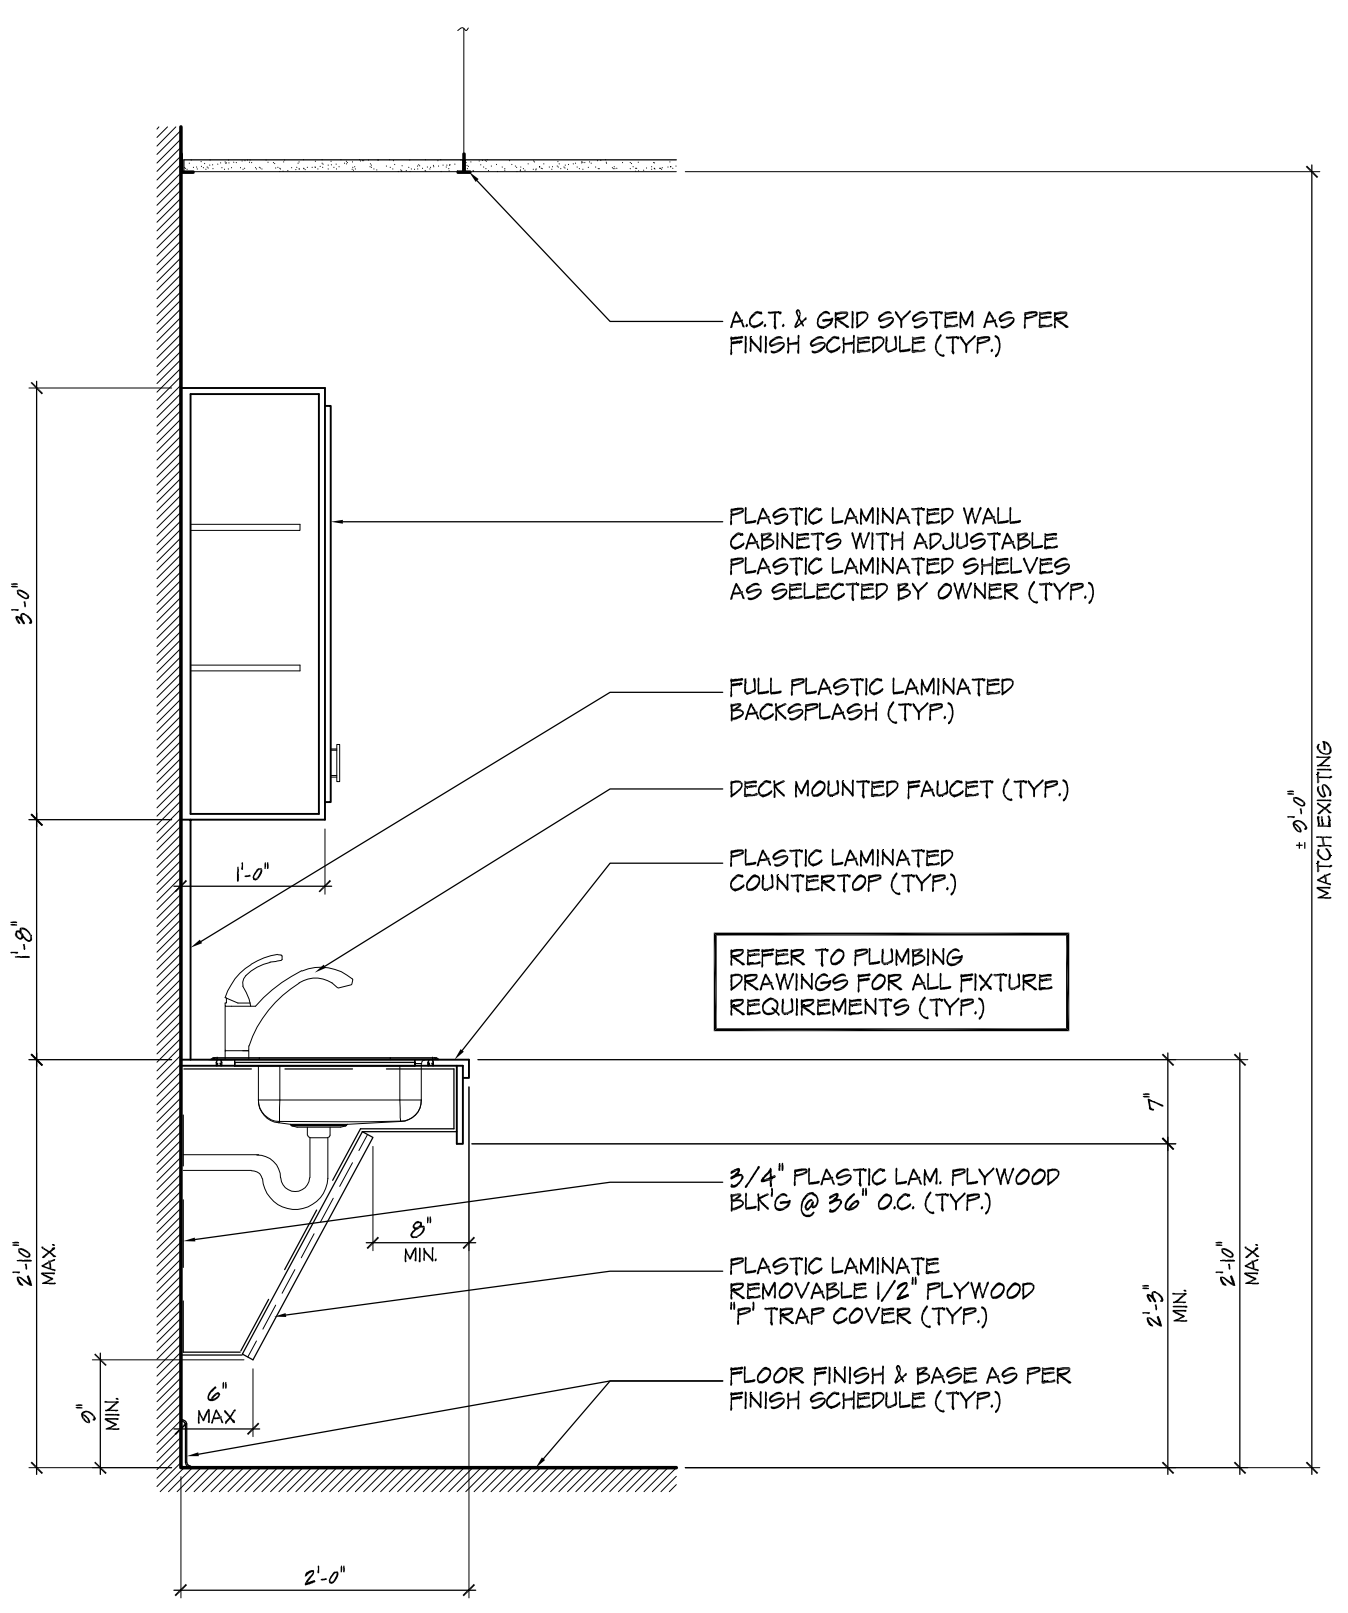 A.C.T. & GRID SYSTEM AS PER
FINISH SCHEDULE (TYP.)
PLASTIC LAMINATED WALL
CABINETS WITH ADJUSTABLE
PLASTIC LAMINATED SHELVES
AS SELECTED BY OWNER (TYP.)
3'-0"
FULL PLASTIC LAMINATED
BACKSPLASH (TYP.)
DECK MOUNTED FAUCET (TYP.)
± 9'-0"
MATCH EXISTING
1'-0"
PLASTIC LAMINATED
COUNTERTOP (TYP.)
1'-8"
REFER TO PLUMBING
DRAWINGS FOR ALL FIXTURE
REQUIREMENTS (TYP.)
7"
3/4" PLASTIC LAM. PLYWOOD
BLK'G @ 36" O.C. (TYP.)
8"
MIN.
2'-10"
MAX.
PLASTIC LAMINATE
REMOVABLE 1/2" PLYWOOD
"P' TRAP COVER (TYP.)
2'-3"
MIN.
2'-10"
MAX.
FLOOR FINISH & BASE AS PER
FINISH SCHEDULE (TYP.)
9"
MIN.
6"
MAX
2'-0"